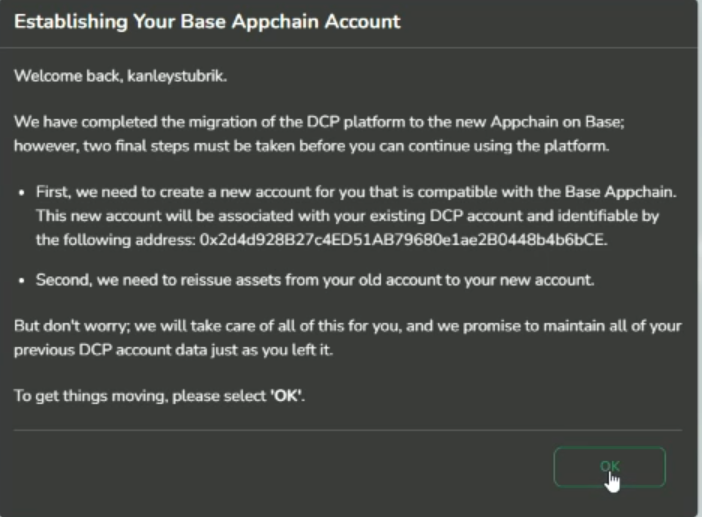 Establishing Your Base Appchain Account
Welcome back, kanleystubrik.
We have completed the migration of the DCP platform to the new Appchain on Base;
however, two final steps must be taken before you can continue using the platform.
• First, we need to create a new account for you that is compatible with the Base Appchain.
This new account will be associated with your existing DCP account and identifiable by
the following address: 0x2d4d928B27c4ED51AB79680e1ae2B0448b4b6bCE.
• Second, we need to reissue assets from your old account to your new account.
But don't worry; we will take care of all of this for you, and we promise to maintain all of your
previous DCP account data just as you left it.
To get things moving, please select 'OK'.
OK